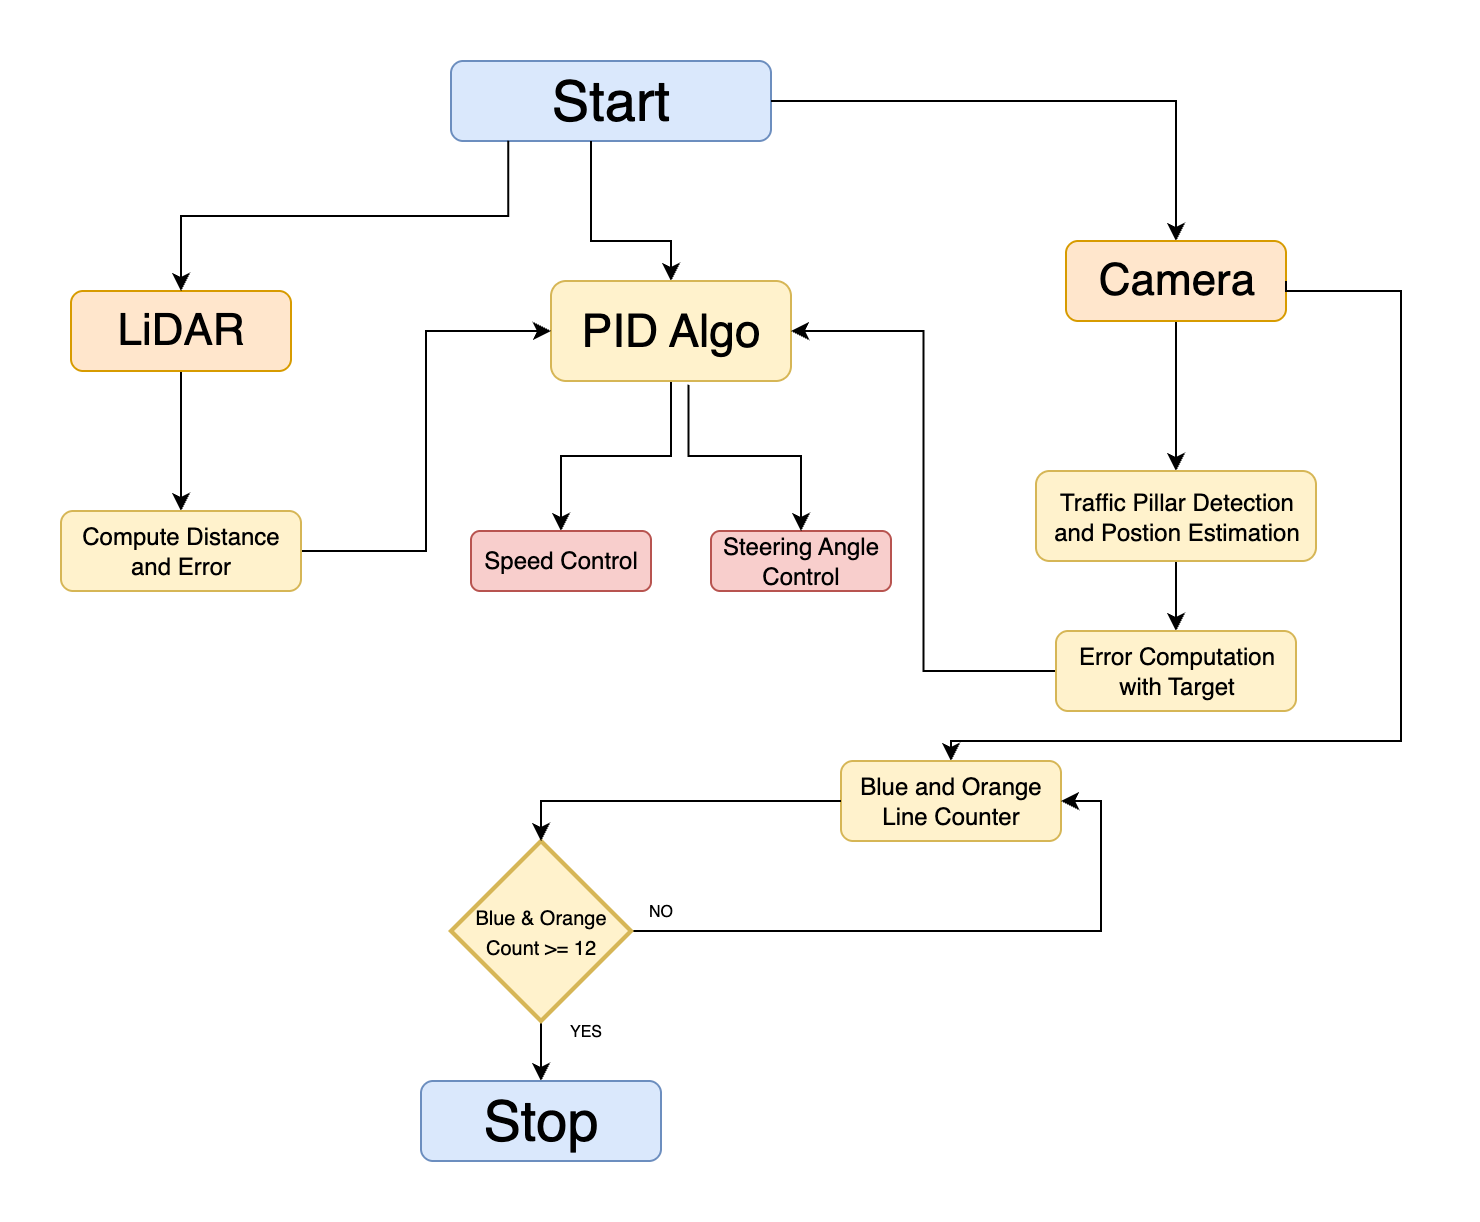 Start
LiDAR
PID Algo
Camera
Compute Distance
and Error
Speed Control
Steering Angle
Control
Traffic Pillar Detection
and Postion Estimation
Error Computation
with Target
Blue and Orange
Line Counter
Blue & Orange
Count >= 12
NO
YES
Stop